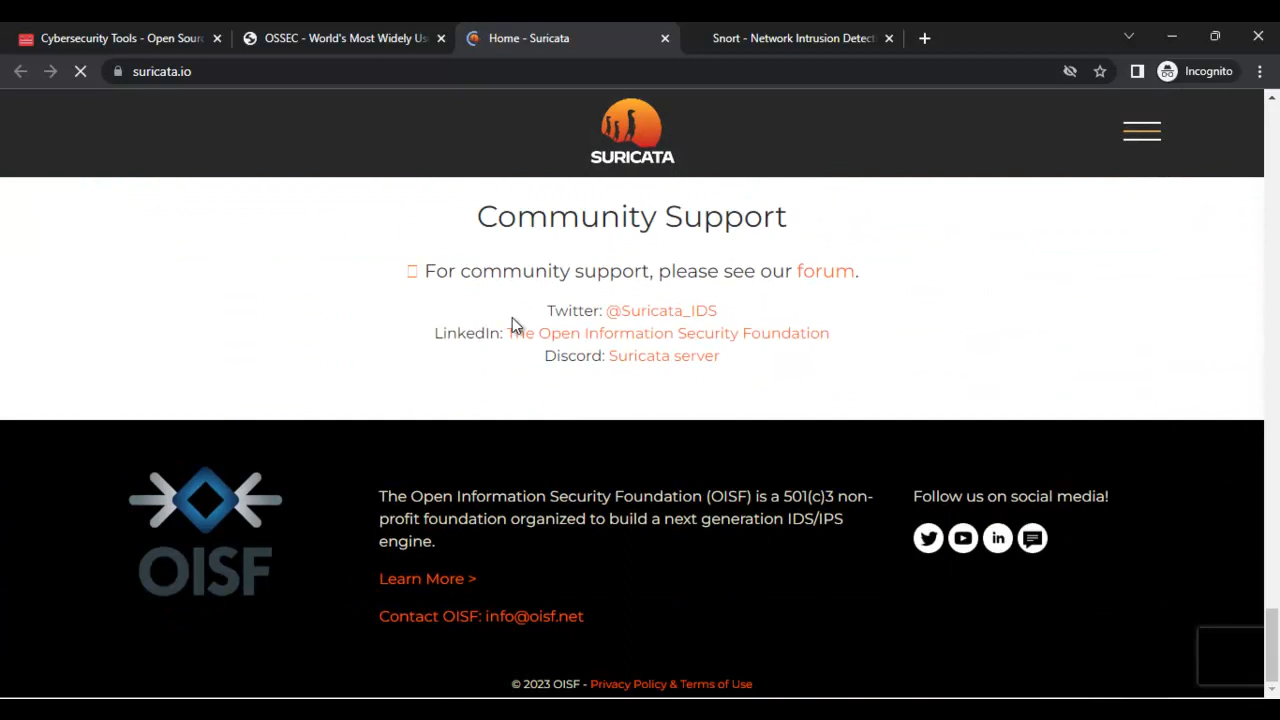 Cybersecurity Tools - Open Sourc
OSSEC - World's Most Widely Us
Home - Suricata
Snort - Network Intrusion Detect
suricata.io
Incognito
SURICATA
Community Support
For community support, please see our forum.
Twitter: @Suricata_IDS
LinkedIn: The Open Information Security Foundation
Discord: Suricata server
OISF
The Open Information Security Foundation (OISF) is a 501(c)3 non-
profit foundation organized to build a next generation IDS/IPS
engine.
Learn More >
Contact OISF: info@oisf.net
Follow us on social media!
in
© 2023 OISF - Privacy Policy & Terms of Use